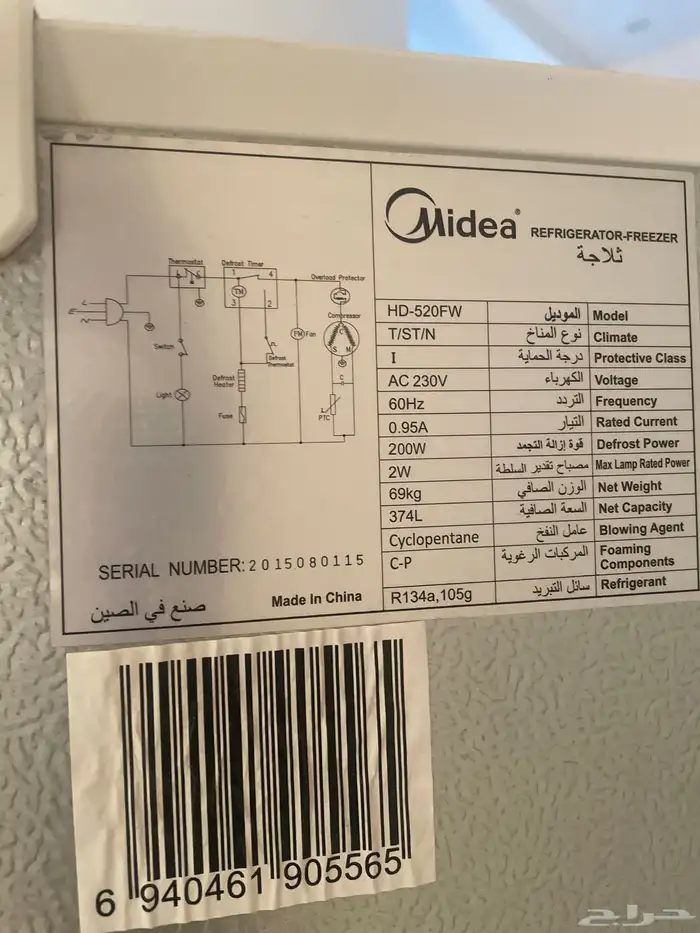 Midea® REFRIGERATOR-FREEZER
ثلاجة
HD-520FW الموديل Model
T/ST/N نوع المناخ Climate
I درجة الحماية Protective Class
AC 230V الكهرباء Voltage
60Hz التردد Frequency
0.95A التيار Rated Current
200W قوة إزالة التجمد Defrost Power
2W مصباح تقدير السلطة Max Lamp Rated Power
69kg الوزن الصافي Net Weight
374L السعة الصافية Net Capacity
Cyclopentane عامل النفخ Blowing Agent
C-P المركبات الرغوية Foaming Components
R134a,105g سائل التبريد Refrigerant
Thermostat
Defrost Timer
1 4
TM
3 2
Overload Protector
Compressor
C
S M
FM Fan
Switch
Defrost Thermostat
Defrost Heater
Light
Fuse
C
PTC
L
E
N
SERIAL NUMBER: 2015080115
صنع في الصين Made In China
6 940461 905565
حراج